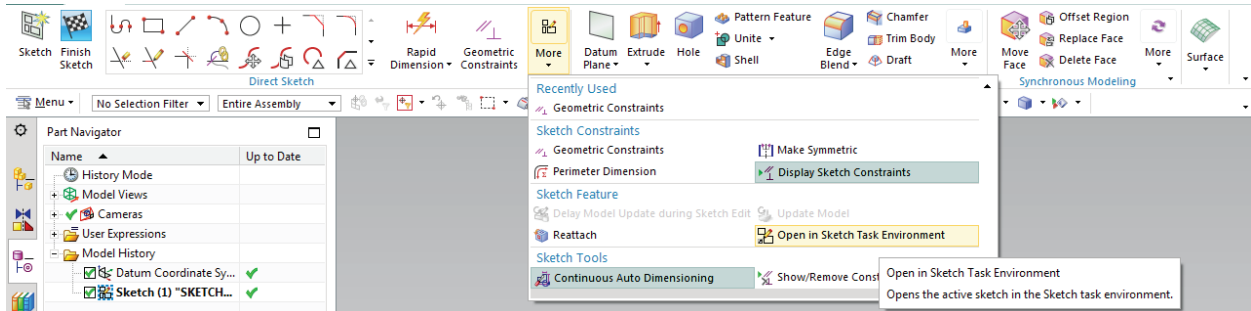 Sketch
Finish Sketch
Direct Sketch
Rapid Dimension
Geometric Constraints
More
Datum Plane
Extrude
Hole
Pattern Feature
Unite
Shell
Edge Blend
Chamfer
Trim Body
Draft
More
Move Face
Offset Region
Replace Face
Delete Face
More
Synchronous Modeling
Surface
Menu
No Selection Filter
Entire Assembly
Recently Used
Geometric Constraints
Sketch Constraints
Geometric Constraints
Make Symmetric
Perimeter Dimension
Display Sketch Constraints
Sketch Feature
Delay Model Update during Sketch Edit
Update Model
Reattach
Open in Sketch Task Environment
Sketch Tools
Continuous Auto Dimensioning
Show/Remove Const
Open in Sketch Task Environment
Opens the active sketch in the Sketch task environment.
Part Navigator
Name
Up to Date
History Mode
Model Views
Cameras
User Expressions
Model History
Datum Coordinate Sy...
Sketch (1) "SKETCH...